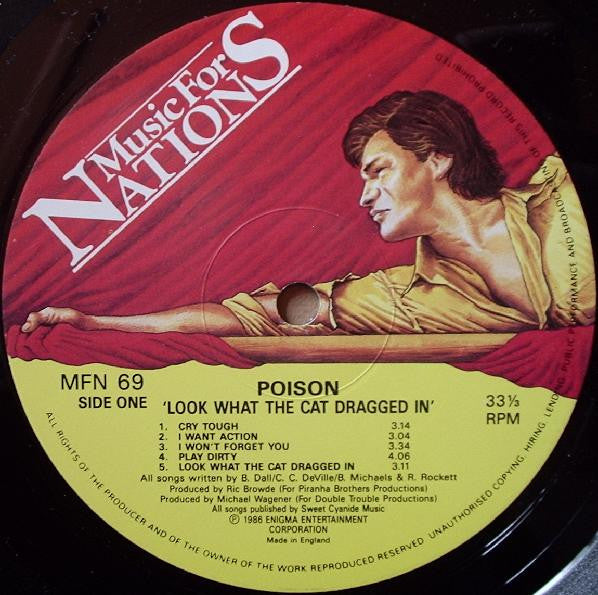 Music For
NATIONS
MFN 69
SIDE ONE
POISON
'LOOK WHAT THE CAT DRAGGED IN'
33⅓
RPM
1. CRY TOUGH 3.14
2. I WANT ACTION 3.04
3. I WON'T FORGET YOU 3.34
4. PLAY DIRTY 4.06
5. LOOK WHAT THE CAT DRAGGED IN 3.11
All songs written by B. Dall/C. C. DeVille/B. Michaels & R. Rockett
Produced by Ric Browde (For Piranha Brothers Productions)
Produced by Michael Wagener (For Double Trouble Productions)
All songs published by Sweet Cyanide Music
℗ 1986 ENIGMA ENTERTAINMENT
CORPORATION
Made in England
ALL RIGHTS OF THE PRODUCER AND OF THE OWNER OF THE WORK REPRODUCED RESERVED UNAUTHORISED COPYING, HIRING, LENDING, PUBLIC PERFORMANCE AND BROADCASTING OF THIS RECORD PROHIBITED